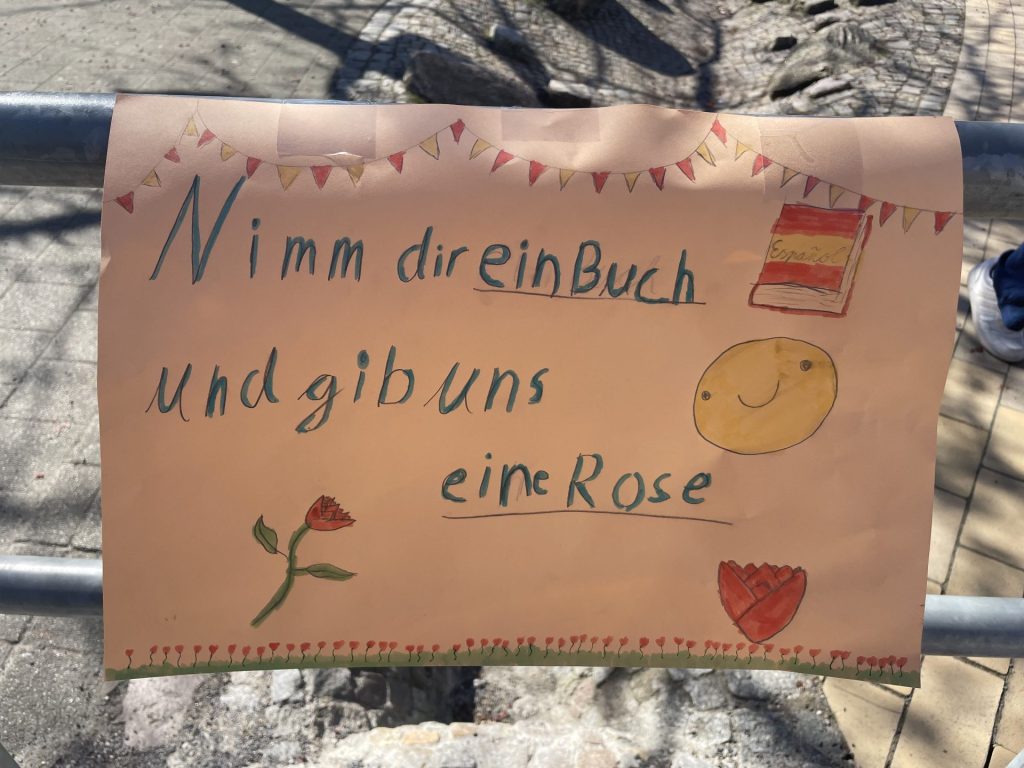 Nimm dir ein Buch
Español
und gib uns
eine Rose